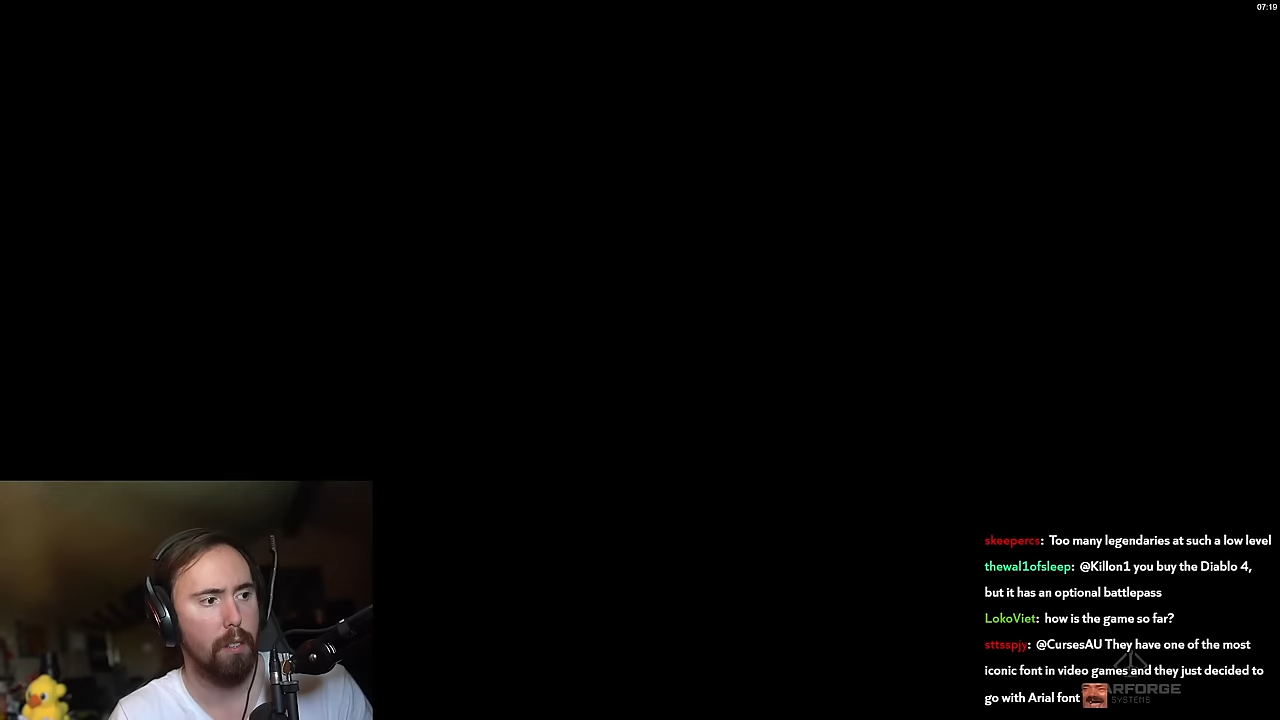 07:19
skeepercs: Too many legendaries at such a low level
thewal1ofsleep: @Killon1 you buy the Diablo 4,
but it has an optional battlepass
LokoViet: how is the game so far?
sttsspjy: @CursesAU They have one of the most
iconic font in video games and they just decided to
go with Arial font
ARFORGE
SYSTEMS